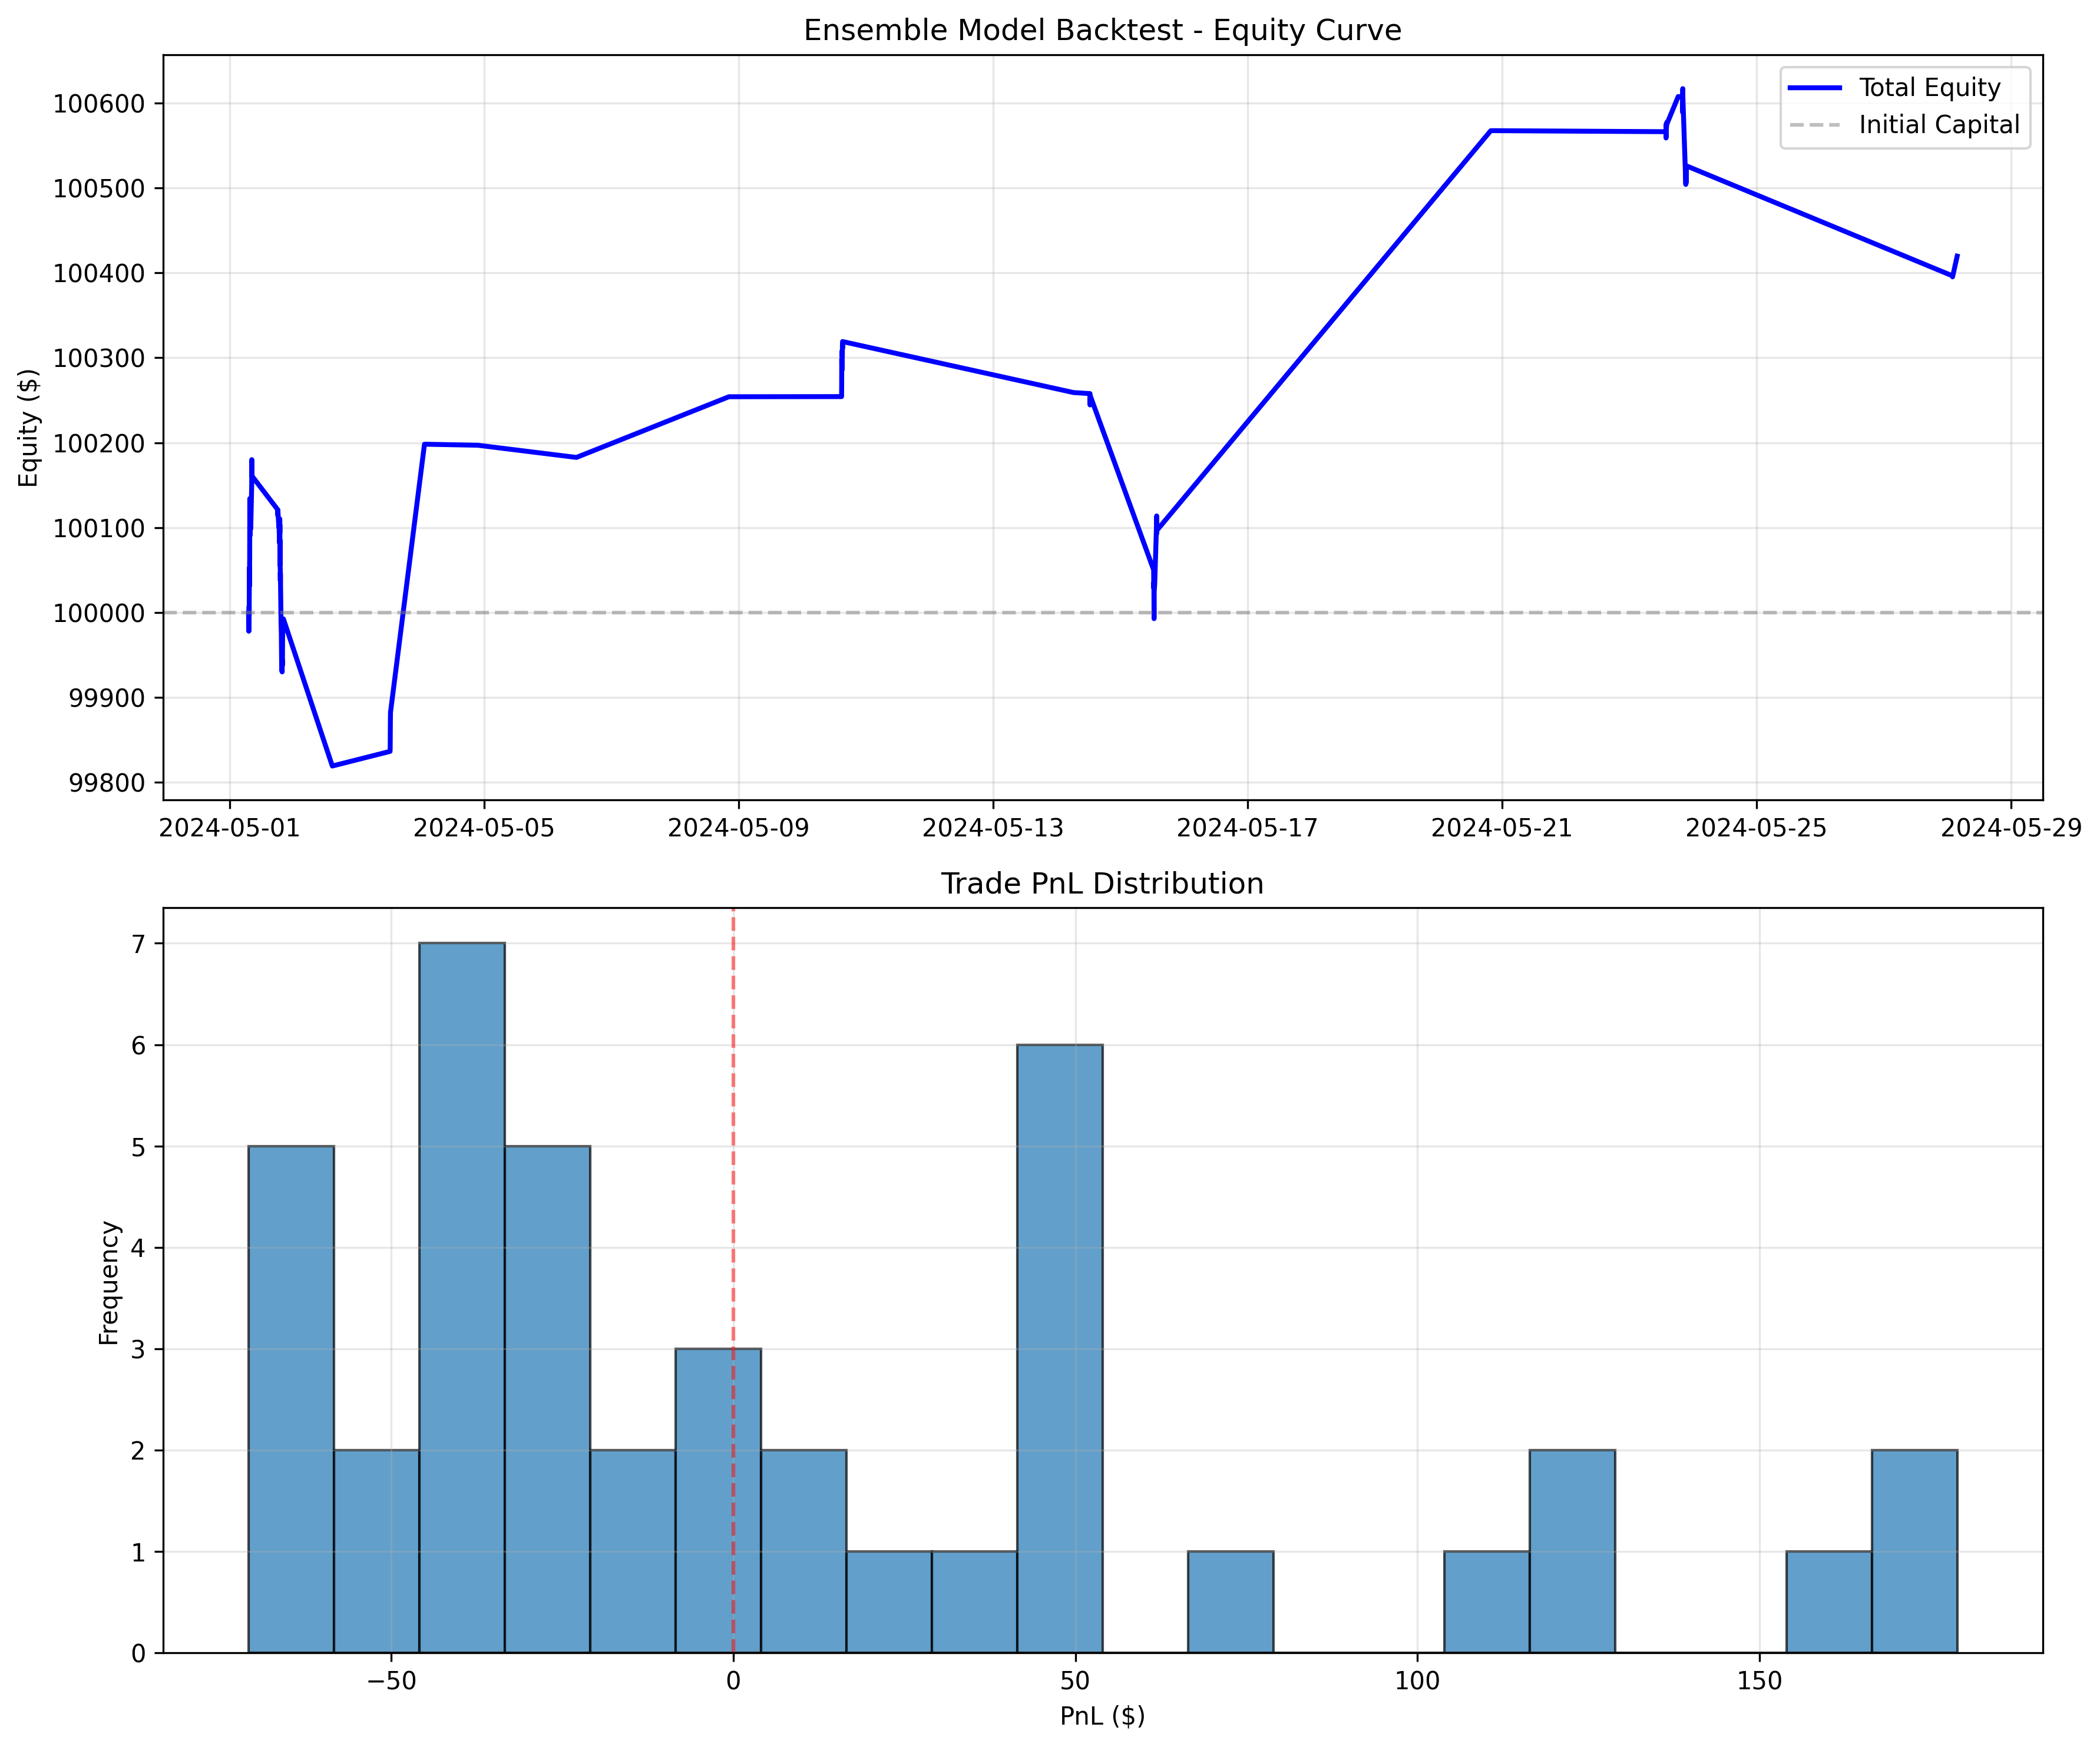 Ensemble Model Backtest - Equity Curve
Total Equity
Initial Capital
Equity ($)
100600
100500
100400
100300
100200
100100
100000
99900
99800
2024-05-01 2024-05-05 2024-05-09 2024-05-13 2024-05-17 2024-05-21 2024-05-25 2024-05-29
Trade PnL Distribution
Frequency
7
6
5
4
3
2
1
0
−50 0 50 100 150
PnL ($)